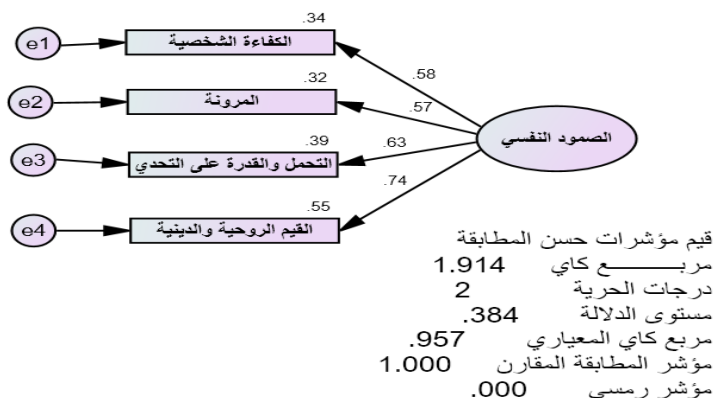 .34
e1
الكفاءة الشخصية
.58
.32
e2
المرونة
.57
.39
e3
التحمل والقدرة على التحدي
.63
الصمود النفسي
.55
e4
القيم الروحية والدينية
.74
قيم مؤشرات حسن المطابقة
مربـــــــع كاي 1.914
درجات الحرية 2
مستوى الدلالة .384
مربع كاي المعياري .957
مؤشر المطابقة المقارن 1.000
مؤشر رمسي .000